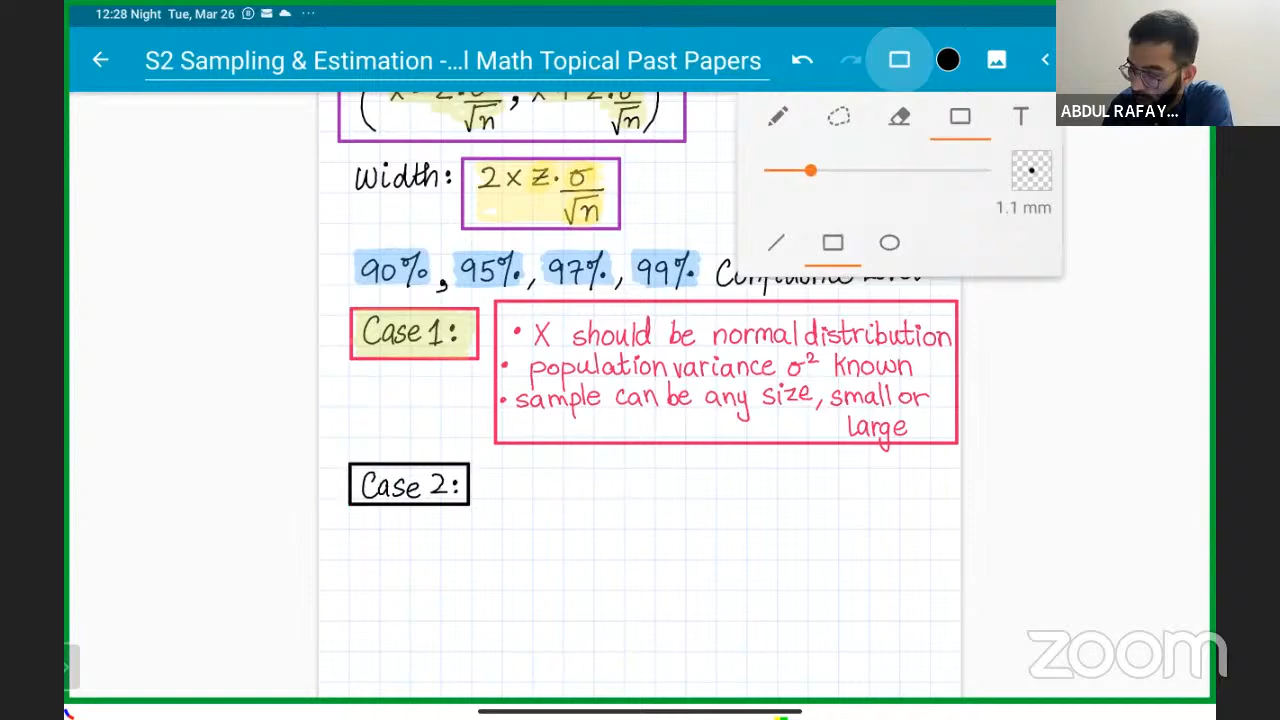 12:28 Night Tue, Mar 26
S2 Sampling & Estimation -...l Math Topical Past Papers
ABDUL RAFAY...
T
1.1 mm
√n , √n )
Width: 2 × z · σ/√n
90%, 95%, 97%, 99% Confidence Level
Case 1:
• X should be normal distribution
• population variance σ² known
• sample can be any size, small or
large
Case 2:
zoom